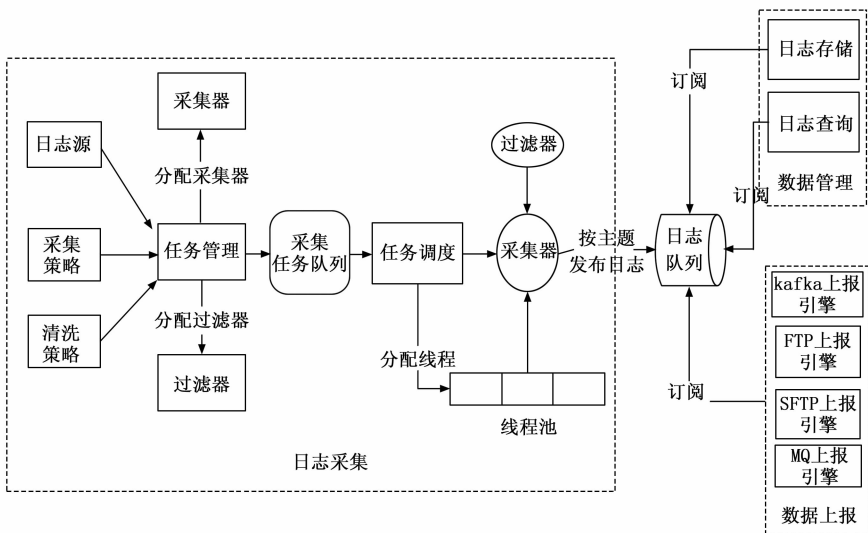 日志存储
订阅
采集器
日志源
过滤器
日志查询
分配采集器
订阅
数据管理
采集
策略
任务管理
采集
任务队列
任务调度
采集器
按主题
发布日志
日志
队列
kafka上报
引擎
清洗
策略
分配过滤器
分配线程
FTP上报
引擎
过滤器
订阅
SFTP上报
引擎
线程池
日志采集
MQ上报
引擎
数据上报